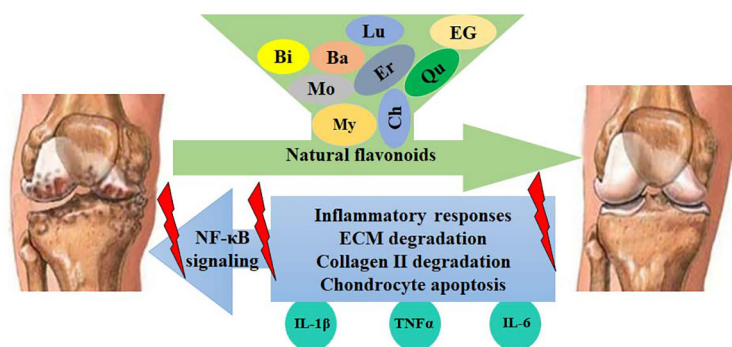 Lu
EG
Bi
Ba
Er
Qu
Mo
My
Ch
Natural flavonoids
Inflammatory responses
NF-κB
ECM degradation
signaling
Collagen II degradation
Chondrocyte apoptosis
IL-1β
TNFα
IL-6